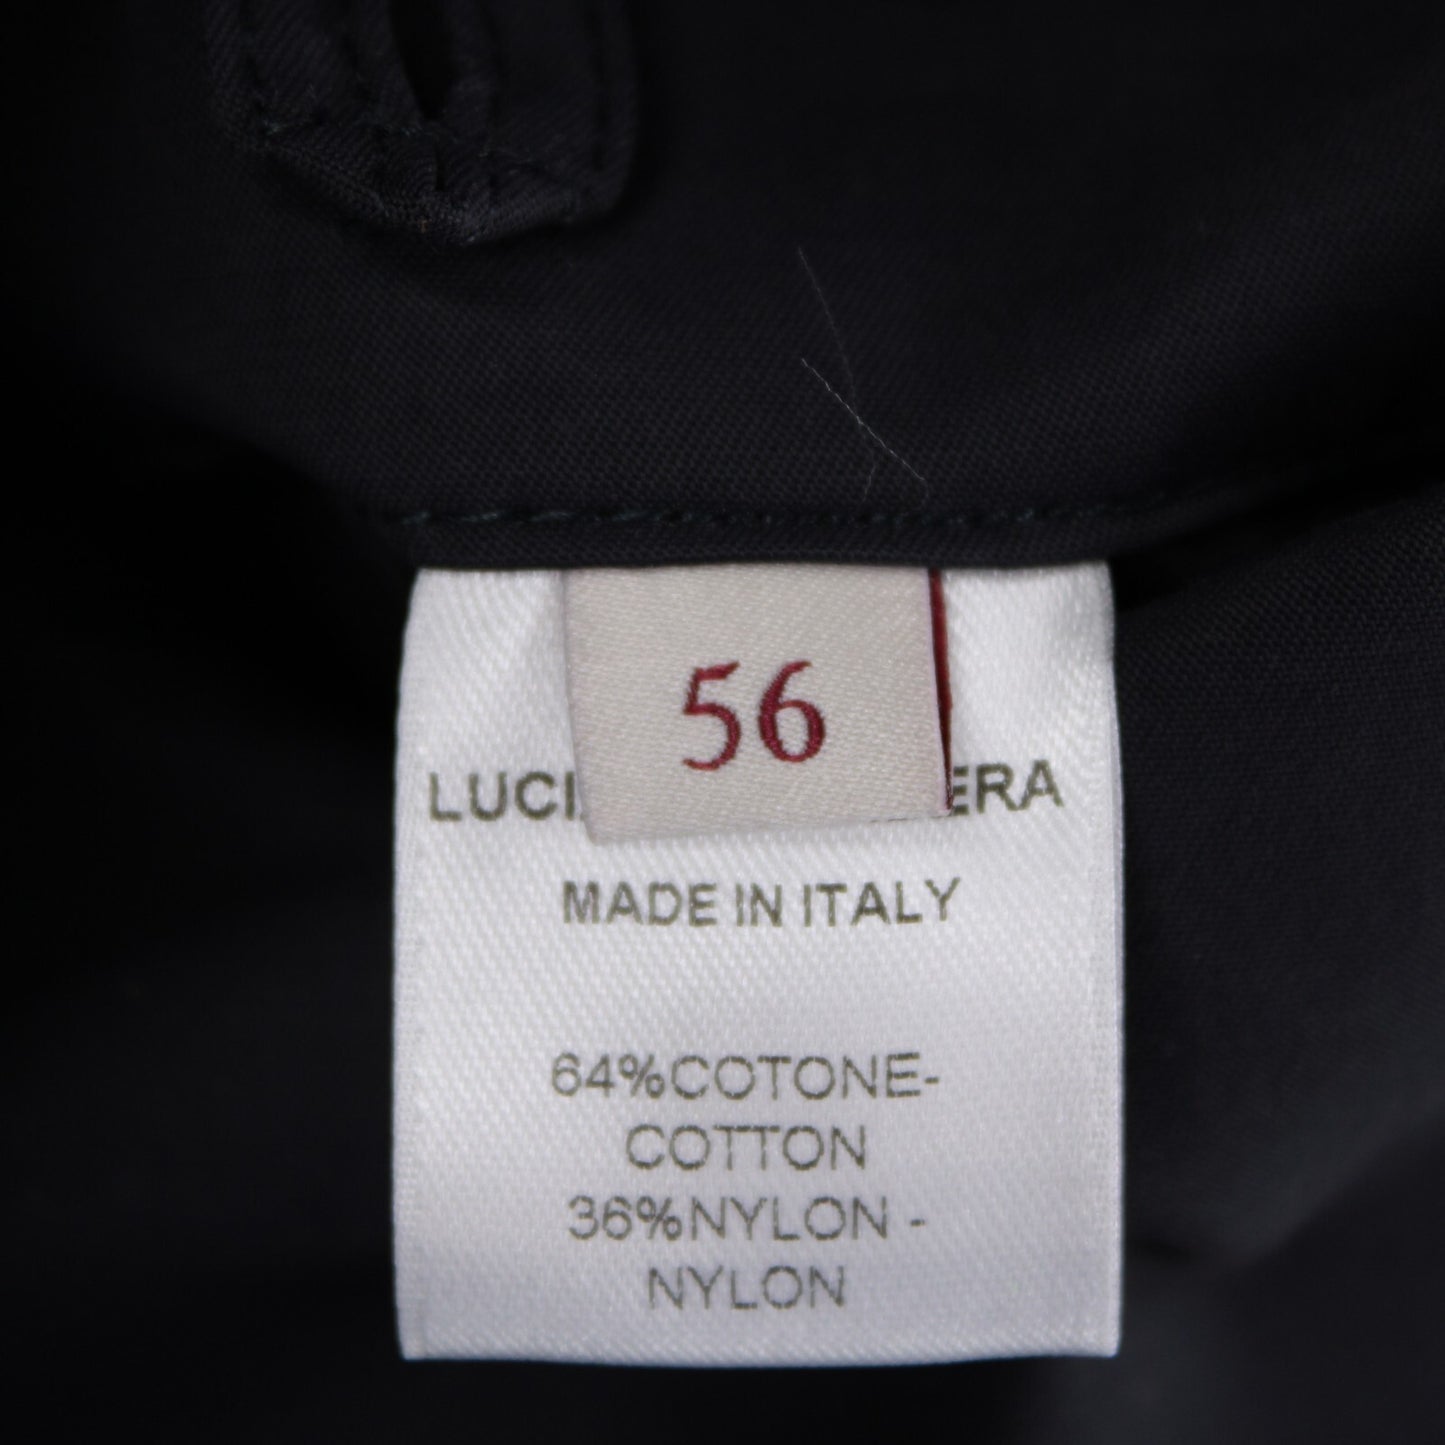 56
MADE IN ITALY
64%COTONE-
COTTON
36%NYLON -
NYLON